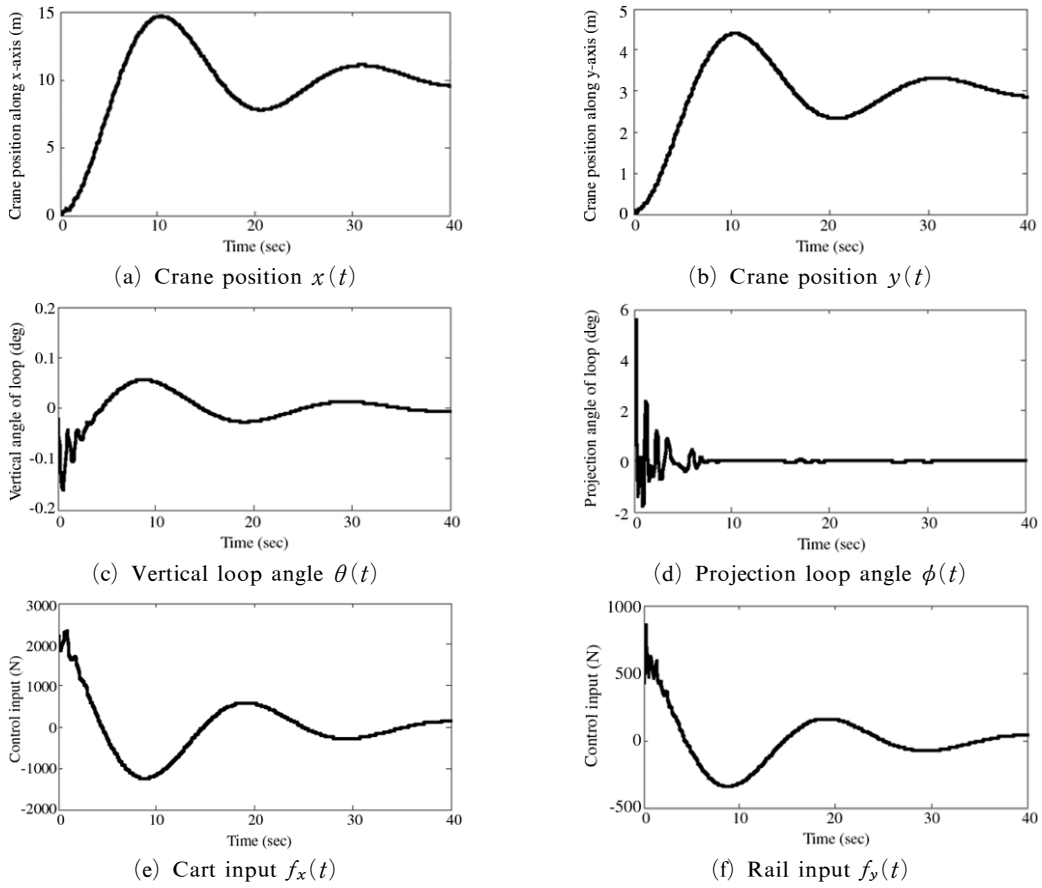 Crane position along x-axis (m)
15
10
5
0
0 10 20 30 40
Time (sec)
(a) Crane position x(t)
Crane position along y-axis (m)
5
4
3
2
1
0
0 10 20 30 40
Time (sec)
(b) Crane position y(t)
Vertical angle of loop (deg)
0.2
0.1
0
-0.1
-0.2
0 10 20 30 40
Time (sec)
(c) Vertical loop angle θ(t)
Projection angle of loop (deg)
6
4
2
0
-2
0 10 20 30 40
Time (sec)
(d) Projection loop angle ϕ(t)
Control input (N)
3000
2000
1000
0
-1000
-2000
0 10 20 30 40
Time (sec)
(e) Cart input fx(t)
Control input (N)
1000
500
0
-500
0 10 20 30 40
Time (sec)
(f) Rail input fy(t)